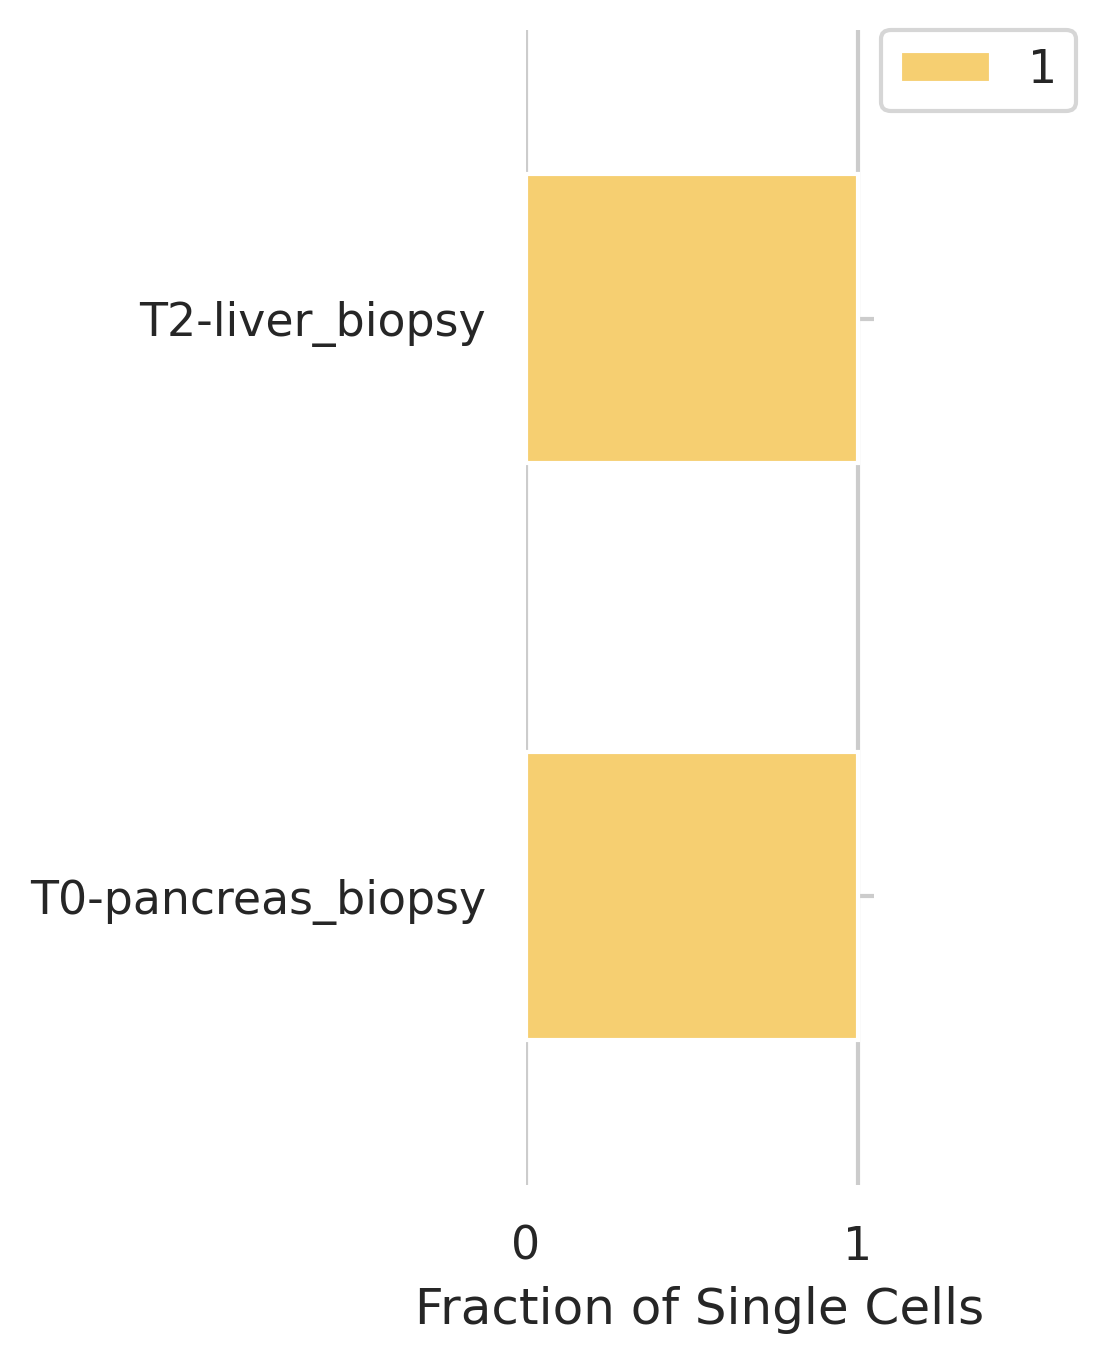 1
T2-liver_biopsy
T0-pancreas_biopsy
0 1
Fraction of Single Cells